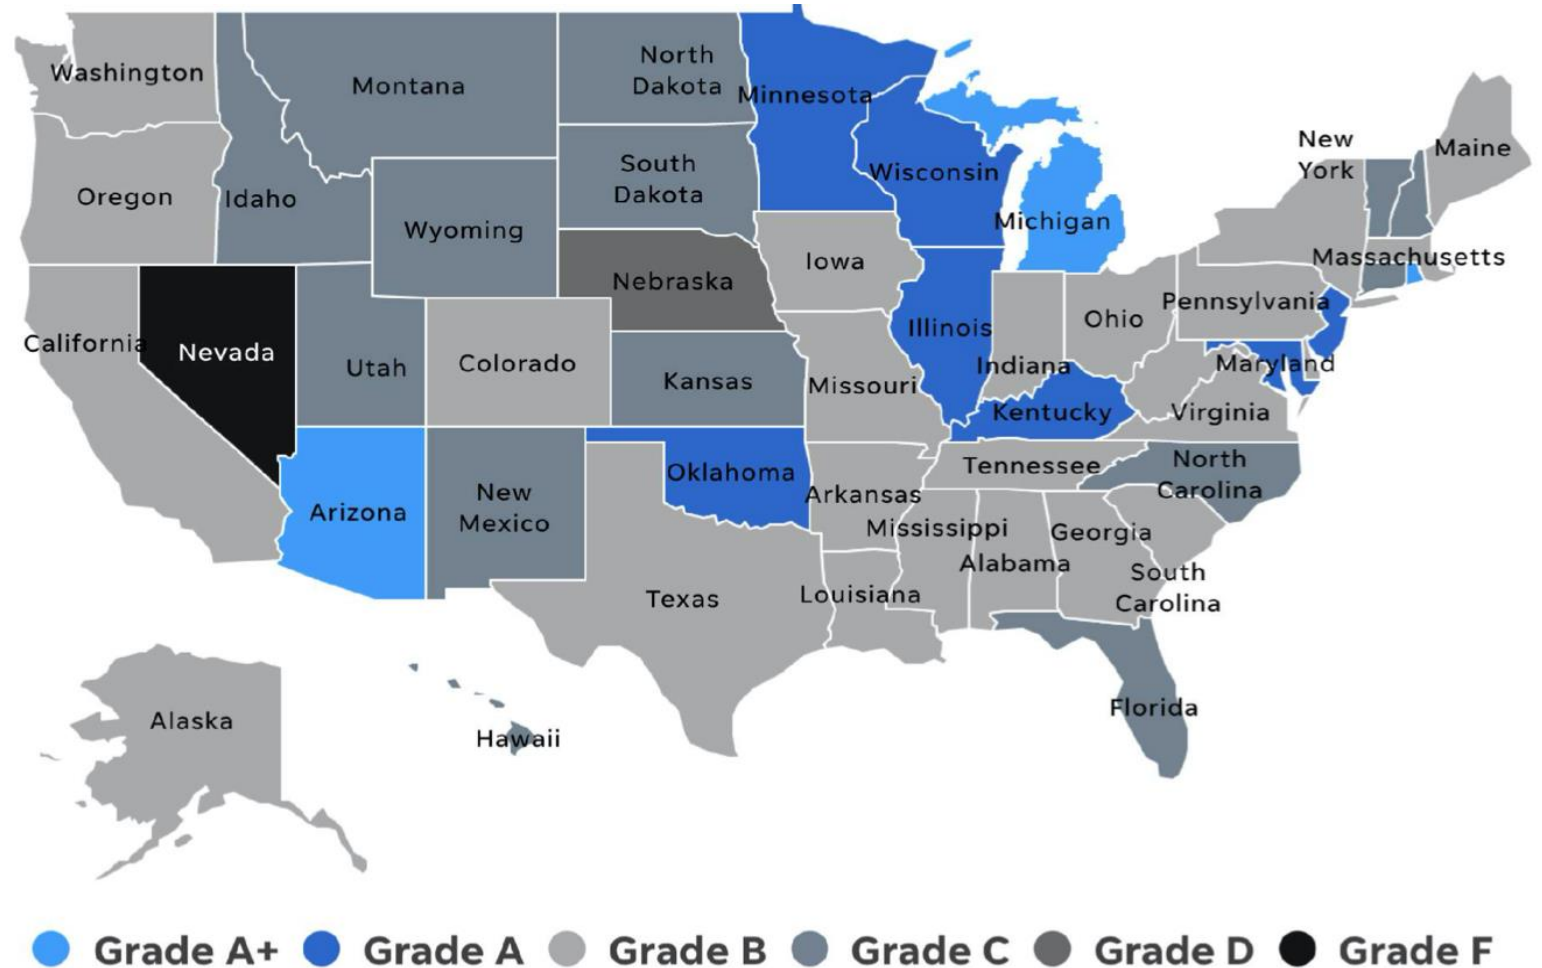 Washington
Montana
North
Dakota
Minnesota
New
York
Maine
Oregon
Idaho
South
Dakota
Wisconsin
Wyoming
Michigan
Massachusetts
Iowa
Nebraska
Pennsylvania
California
Nevada
Utah
Colorado
Kansas
Missouri
Illinois
Indiana
Ohio
Maryland
Kentucky
Virginia
Arizona
New
Mexico
Oklahoma
Arkansas
Tennessee
North
Carolina
Mississippi
Alabama
Georgia
South
Carolina
Texas
Louisiana
Florida
Alaska
Hawaii
Grade A+ Grade A Grade B Grade C Grade D Grade F